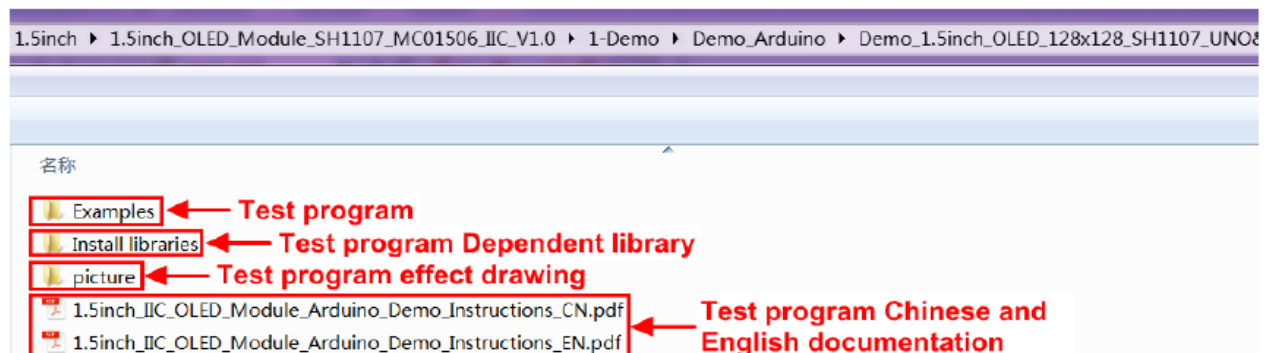 1.5inch ▸ 1.5inch_OLED_Module_SH1107_MC01506_IIC_V1.0 ▸ 1-Demo ▸ Demo_Arduino ▸ Demo_1.5inch_OLED_128x128_SH1107_UNO&
名称
Examples Test program
Install libraries Test program Dependent library
picture Test program effect drawing
1.5inch_IIC_OLED_Module_Arduino_Demo_Instructions_CN.pdf
1.5inch_IIC_OLED_Module_Arduino_Demo_Instructions_EN.pdf
Test program Chinese and
English documentation